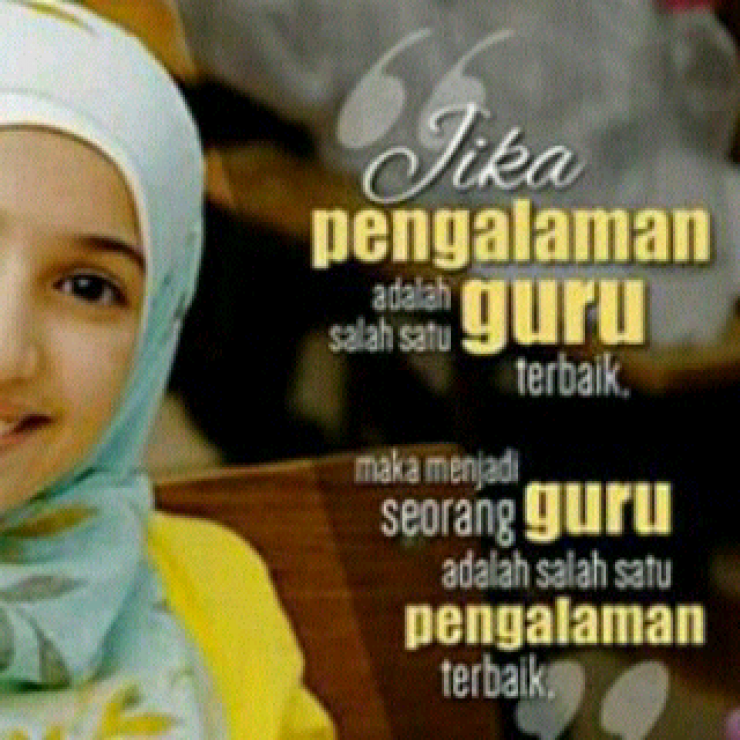 Jika
pengalaman
adalah
salah satu guru
terbaik.
maka menjadi
seorang guru
adalah salah satu
pengalaman
terbaik.